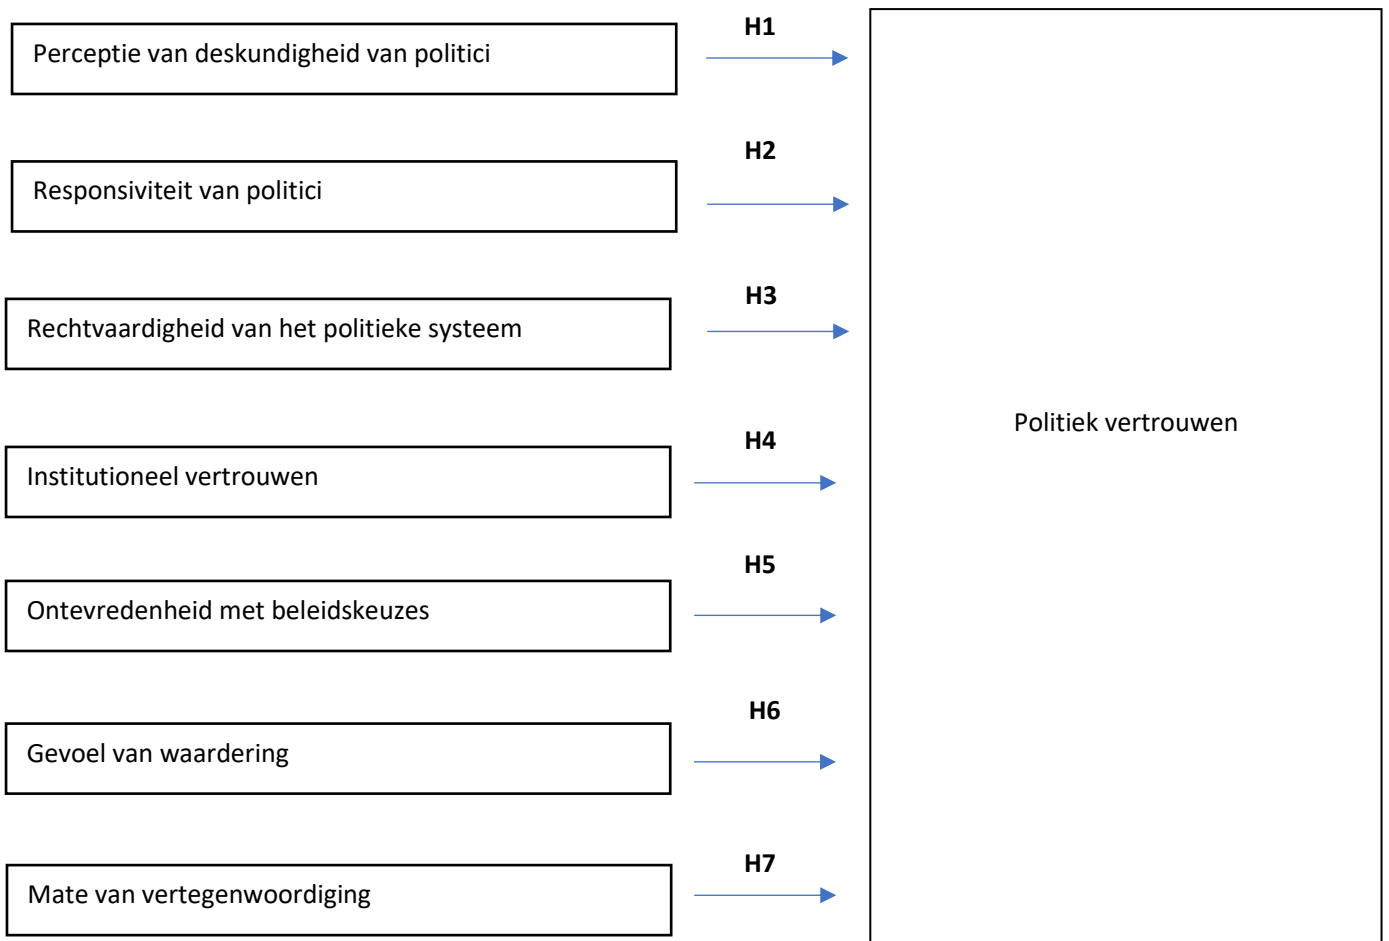 H1
Perceptie van deskundigheid van politici
H2
Responsiviteit van politici
H3
Rechtvaardigheid van het politieke systeem
Politiek vertrouwen
H4
Institutioneel vertrouwen
H5
Ontevredenheid met beleidskeuzes
H6
Gevoel van waardering
H7
Mate van vertegenwoordiging